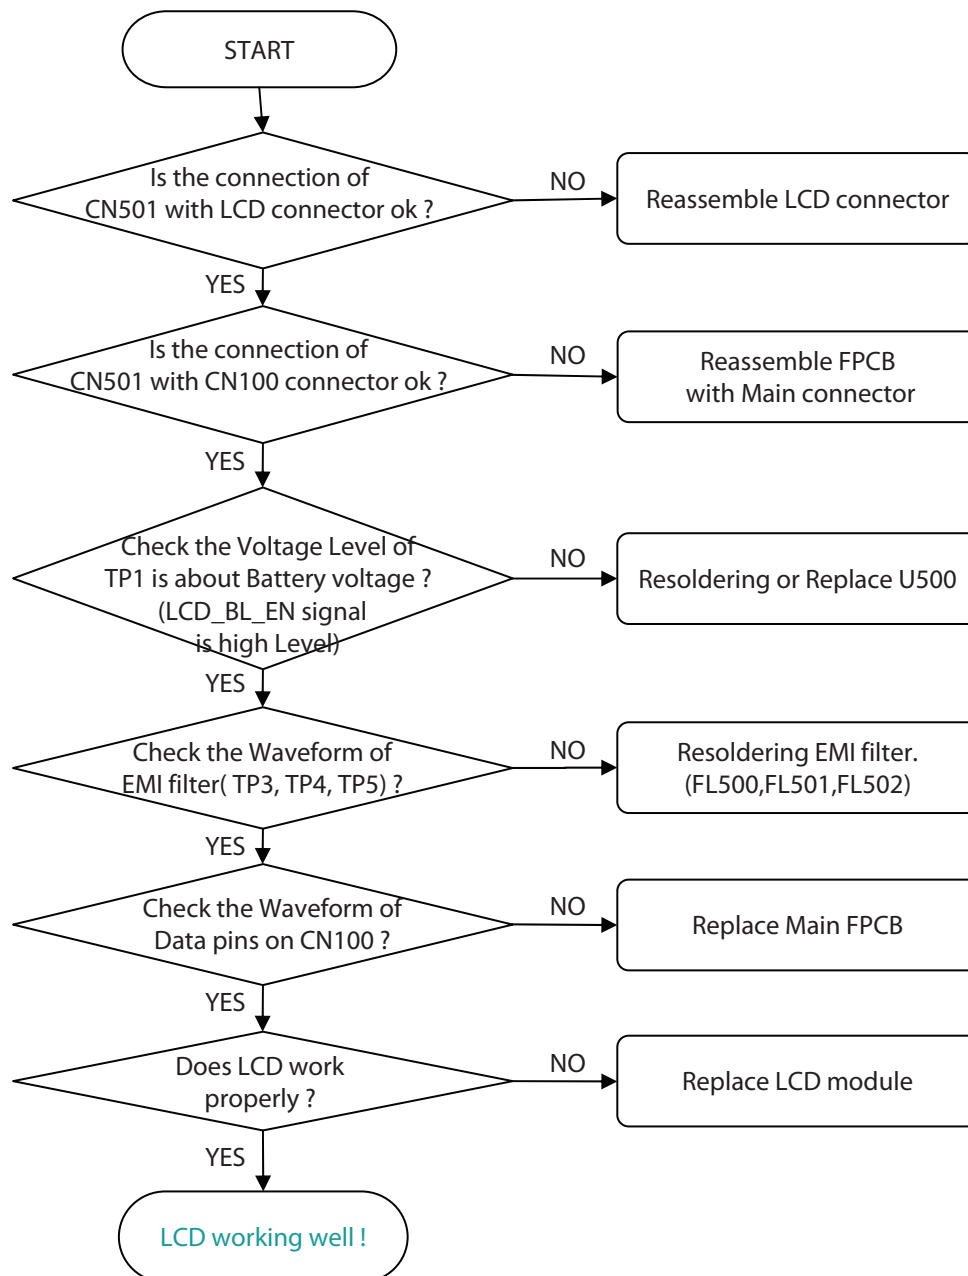 START
Is the connection of
CN501 with LCD connector ok ?
NO
Reassemble LCD connector
YES
Is the connection of
CN501 with CN100 connector ok ?
NO
Reassemble FPCB
with Main connector
YES
Check the Voltage Level of
TP1 is about Battery voltage ?
(LCD_BL_EN signal
is high Level)
NO
Resoldering or Replace U500
YES
Check the Waveform of
EMI filter( TP3, TP4, TP5) ?
NO
Resoldering EMI filter.
(FL500,FL501,FL502)
YES
Check the Waveform of
Data pins on CN100 ?
NO
Replace Main FPCB
YES
Does LCD work
properly ?
NO
Replace LCD module
YES
LCD working well !